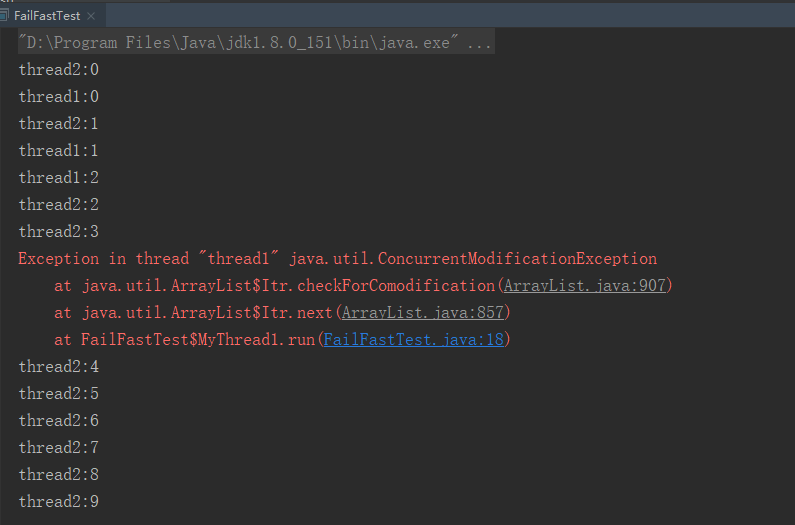 FailFastTest ×
"D:\Program Files\Java\jdk1.8.0_151\bin\java.exe" ...
thread2:0
thread1:0
thread2:1
thread1:1
thread1:2
thread2:2
thread2:3
Exception in thread "thread1" java.util.ConcurrentModificationException
    at java.util.ArrayList$Itr.checkForComodification(ArrayList.java:907)
    at java.util.ArrayList$Itr.next(ArrayList.java:857)
    at FailFastTest$MyThread1.run(FailFastTest.java:18)
thread2:4
thread2:5
thread2:6
thread2:7
thread2:8
thread2:9